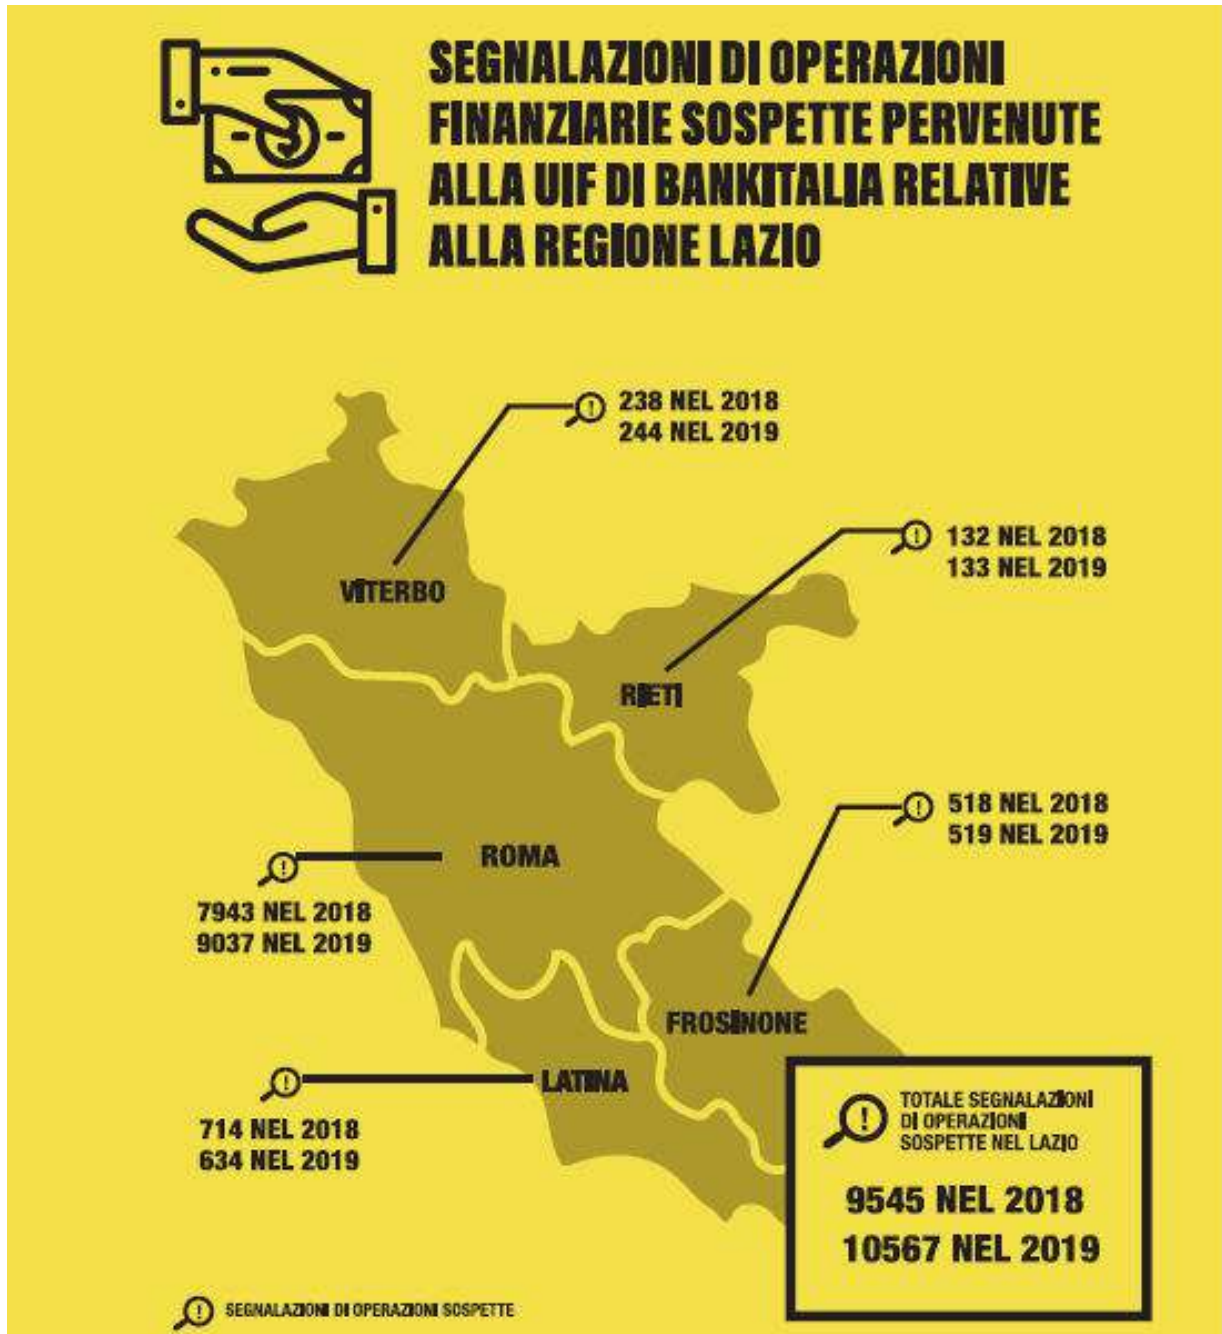 SEGNALAZIONI DI OPERAZIONI
FINANZIARIE SOSPETTE PERVENUTE
ALLA UIF DI BANKITALIA RELATIVE
ALLA REGIONE LAZIO
238 NEL 2018
244 NEL 2019
132 NEL 2018
133 NEL 2019
VITERBO
RIETI
518 NEL 2018
519 NEL 2019
ROMA
7943 NEL 2018
9037 NEL 2019
FROSINONE
LATINA
714 NEL 2018
634 NEL 2019
TOTALE SEGNALAZIONI
DI OPERAZIONI
SOSPETTE NEL LAZIO
9545 NEL 2018
10567 NEL 2019
SEGNALAZIONI DI OPERAZIONI SOSPETTE